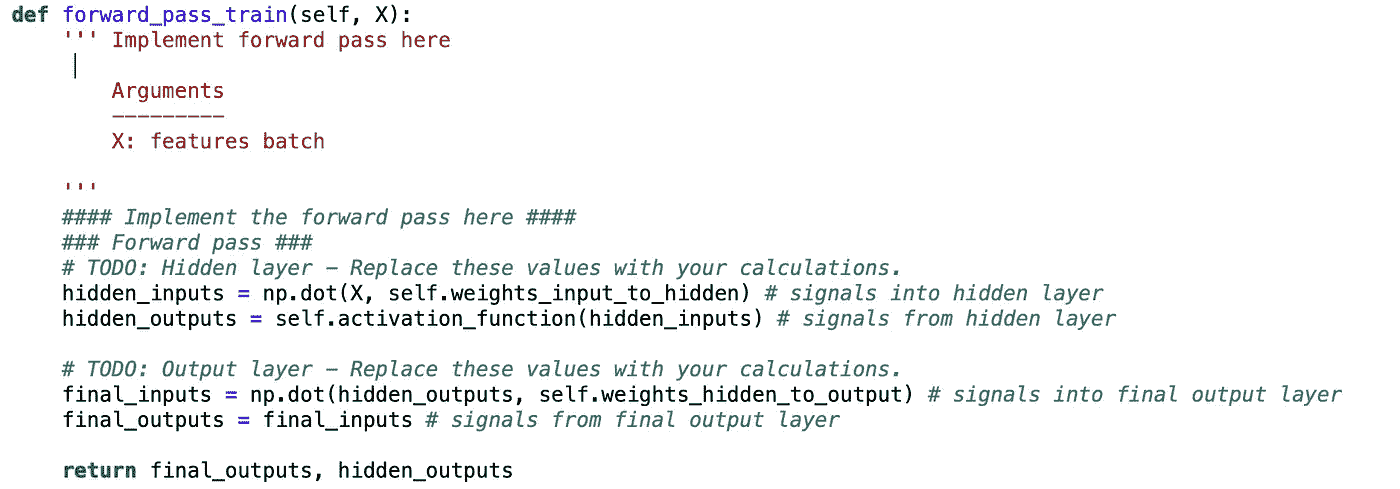 def forward_pass_train(self, X):
    ''' Implement forward pass here

        Arguments
        ---------
        X: features batch

    '''
    #### Implement the forward pass here ####
    ### Forward pass ###
    # TODO: Hidden layer - Replace these values with your calculations.
    hidden_inputs = np.dot(X, self.weights_input_to_hidden) # signals into hidden layer
    hidden_outputs = self.activation_function(hidden_inputs) # signals from hidden layer

    # TODO: Output layer - Replace these values with your calculations.
    final_inputs = np.dot(hidden_outputs, self.weights_hidden_to_output) # signals into final output layer
    final_outputs = final_inputs # signals from final output layer

    return final_outputs, hidden_outputs